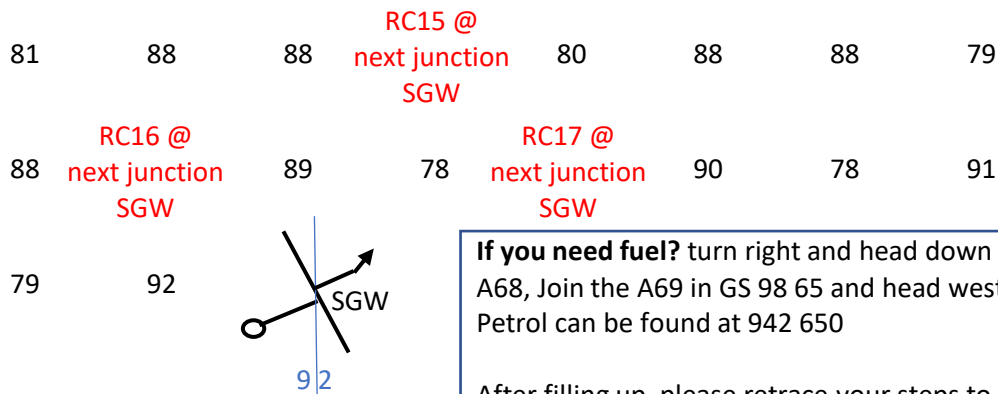 RC15 @
81 88 88 next junction 80 88 88 79
SGW
RC16 @ RC17 @
88 next junction 89 78 next junction 90 78 91
SGW SGW
79 92 SGW
92
If you need fuel? turn right and head down
A68, Join the A69 in GS 98 65 and head west
Petrol can be found at 942 650
After filling up, please retrace your steps to